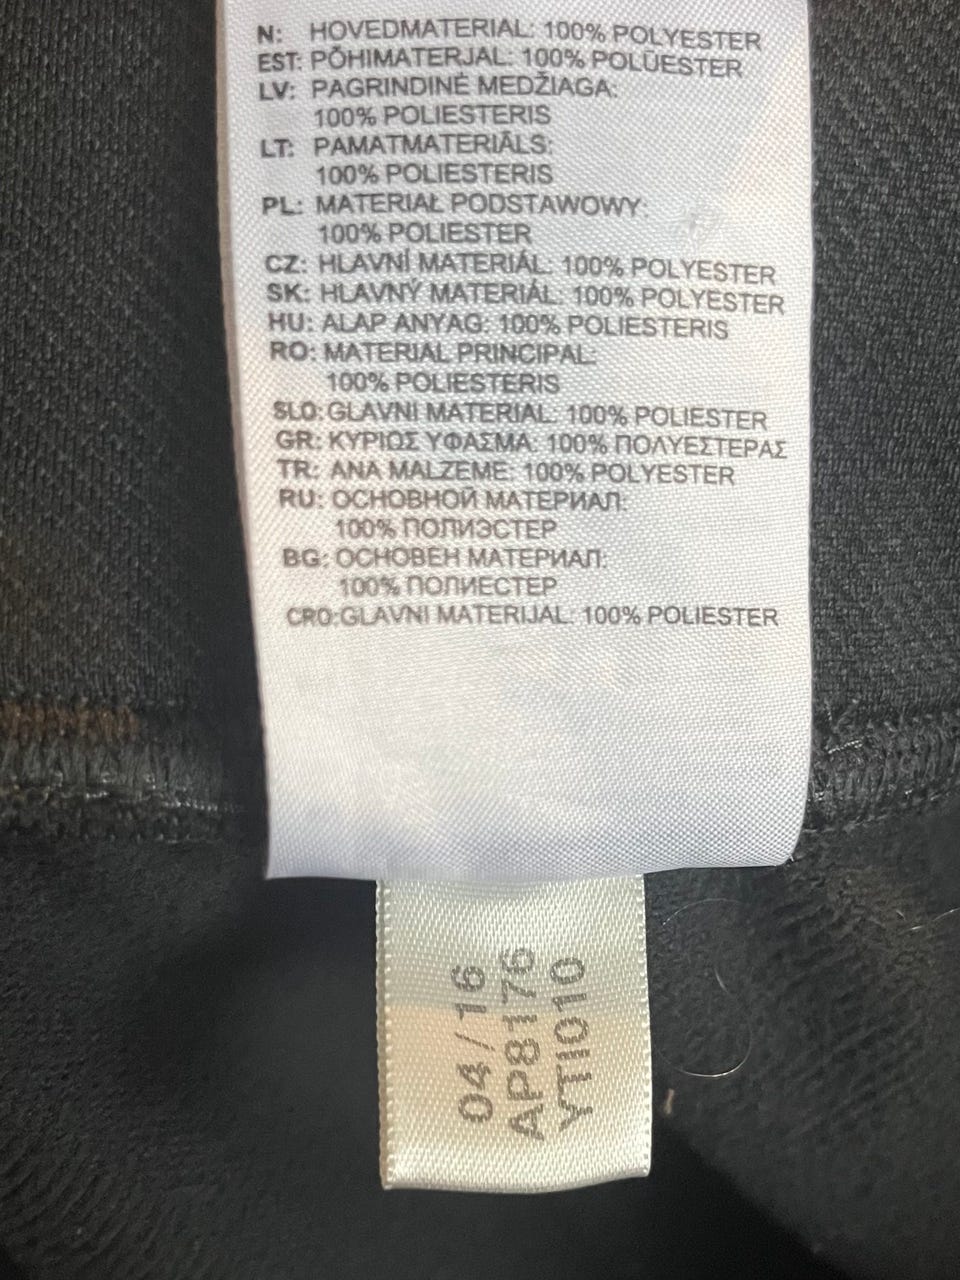 N: HOVEDMATERIAL: 100% POLYESTER
EST: PÕHIMATERJAL: 100% POLÜESTER
LV: PAGRINDINĖ MEDŽIAGA:
100% POLIESTERIS
LT: PAMATMATERIĀLS:
100% POLIESTERIS
PL: MATERIAŁ PODSTAWOWY:
100% POLIESTER
CZ: HLAVNÍ MATERIÁL: 100% POLYESTER
SK: HLAVNÝ MATERIÁL: 100% POLYESTER
HU: ALAP ANYAG: 100% POLIESTERIS
RO: MATERIAL PRINCIPAL:
100% POLIESTERIS
SLO: GLAVNI MATERIAL: 100% POLIESTER
GR: ΚΥΡΙΟΣ ΥΦΑΣΜΑ: 100% ΠΟΛΥΕΣΤΕΡΑΣ
TR: ANA MALZEME: 100% POLYESTER
RU: ОСНОВНОЙ МАТЕРИАЛ:
100% ПОЛИЭСТЕР
BG: ОСНОВЕН МАТЕРИАЛ:
100% ПОЛИЕСТЕР
CRO: GLAVNI MATERIJAL: 100% POLIESTER
04/16
AP8176
YTI010